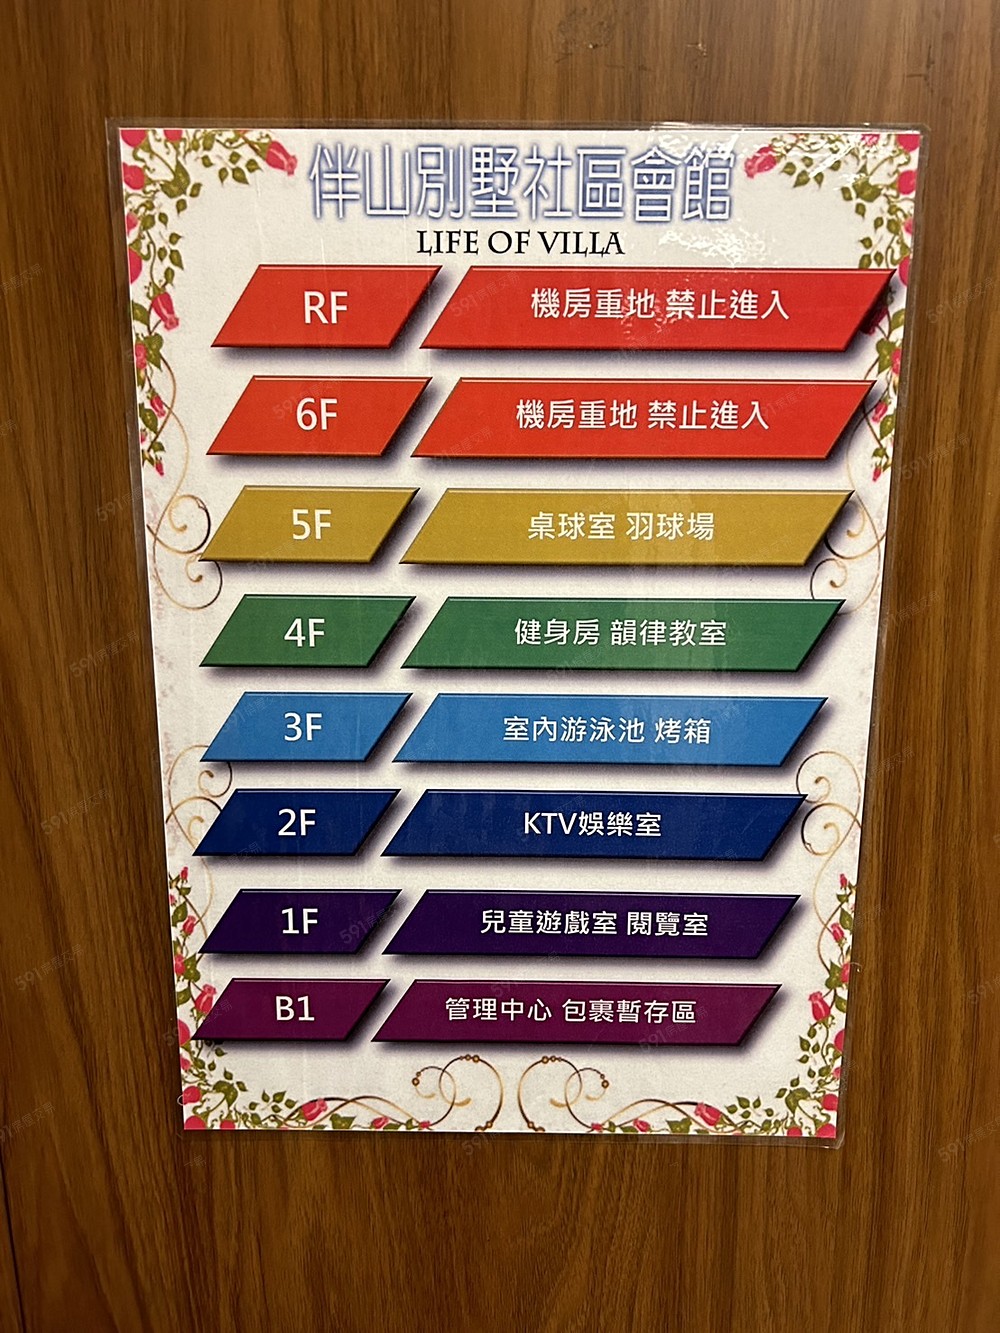 伴山別墅社區會館
LIFE OF VILLA
RF 機房重地 禁止進入
6F 機房重地 禁止進入
5F 桌球室 羽球場
4F 健身房 韻律教室
3F 室內游泳池 烤箱
2F KTV娛樂室
1F 兒童遊戲室 閱覽室
B1 管理中心 包裹暫存區